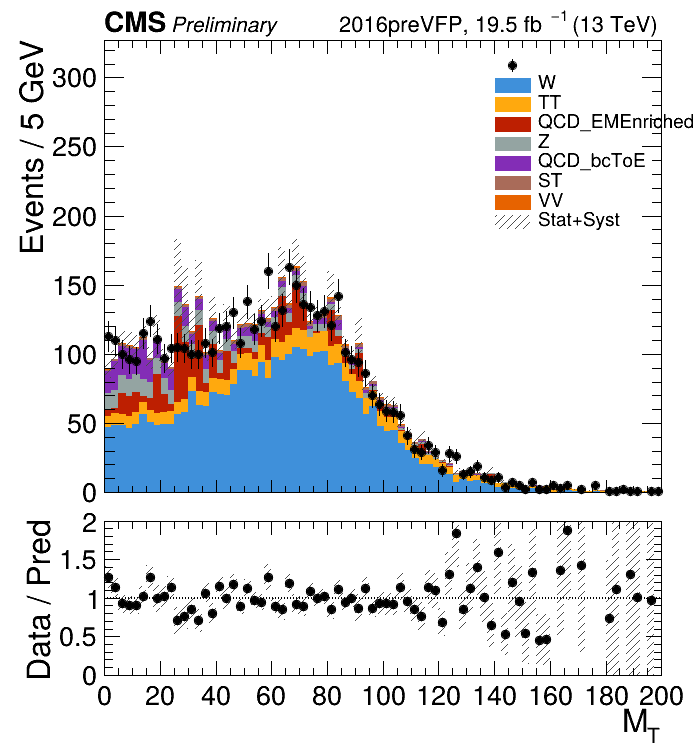 CMS Preliminary 2016preVFP, 19.5 fb⁻¹ (13 TeV)
Events / 5 GeV
300
250
200
150
100
50
0
W
TT
QCD_EMEnriched
Z
QCD_bcToE
ST
VV
Stat+Syst
Data / Pred
2
1.5
1
0.5
0
0 20 40 60 80 100 120 140 160 180 200
M_T